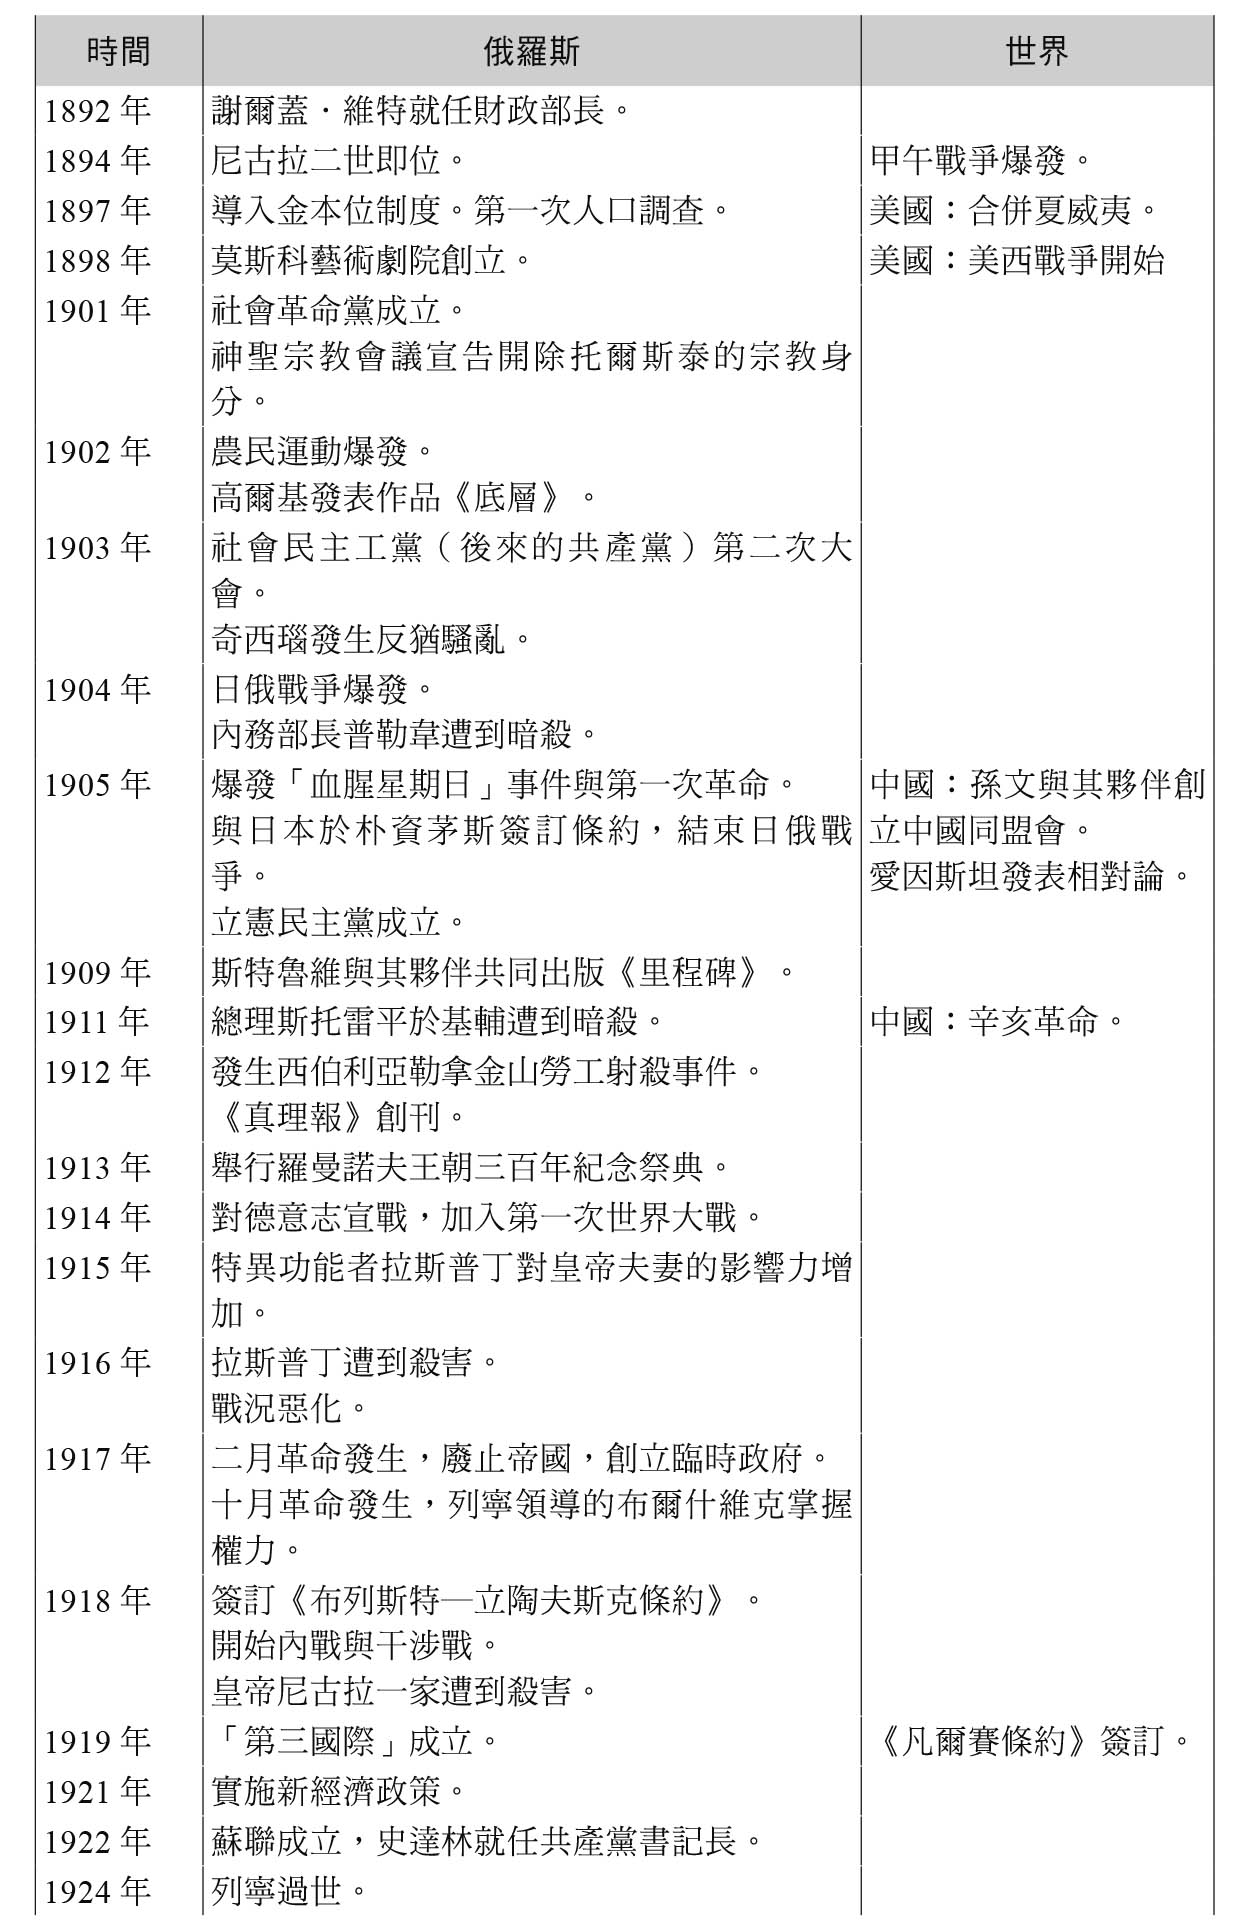 時間 俄羅斯 世界
1892 年 謝爾蓋・維特就任財政部長。
1894 年 尼古拉二世即位。 甲午戰爭爆發。
1897 年 導入金本位制度。第一次人口調查。 美國：合併夏威夷。
1898 年 莫斯科藝術劇院創立。 美國：美西戰爭開始
1901 年 社會革命黨成立。
神聖宗教會議宣告開除托爾斯泰的宗教身
分。
1902 年 農民運動爆發。
高爾基發表作品《底層》。
1903 年 社會民主工黨（後來的共產黨）第二次大
會。
奇西瑙發生反猶騷亂。
1904 年 日俄戰爭爆發。
內務部長普勒韋遭到暗殺。
1905 年 爆發「血腥星期日」事件與第一次革命。 中國：孫文與其夥伴創
與日本於朴資茅斯簽訂條約，結束日俄戰 立中國同盟會。
爭。 愛因斯坦發表相對論。
立憲民主黨成立。
1909 年 斯特魯維與其夥伴共同出版《里程碑》。
1911 年 總理斯托雷平於基輔遭到暗殺。 中國：辛亥革命。
1912 年 發生西伯利亞勒拿金山勞工射殺事件。
《真理報》創刊。
1913 年 舉行羅曼諾夫王朝三百年紀念祭典。
1914 年 對德意志宣戰，加入第一次世界大戰。
1915 年 特異功能者拉斯普丁對皇帝夫妻的影響力增
加。
1916 年 拉斯普丁遭到殺害。
戰況惡化。
1917 年 二月革命發生，廢止帝國，創立臨時政府。
十月革命發生，列寧領導的布爾什維克掌握
權力。
1918 年 簽訂《布列斯特—立陶夫斯克條約》。
開始內戰與干涉戰。
皇帝尼古拉一家遭到殺害。
1919 年 「第三國際」成立。 《凡爾賽條約》簽訂。
1921 年 實施新經濟政策。
1922 年 蘇聯成立，史達林就任共產黨書記長。
1924 年 列寧過世。